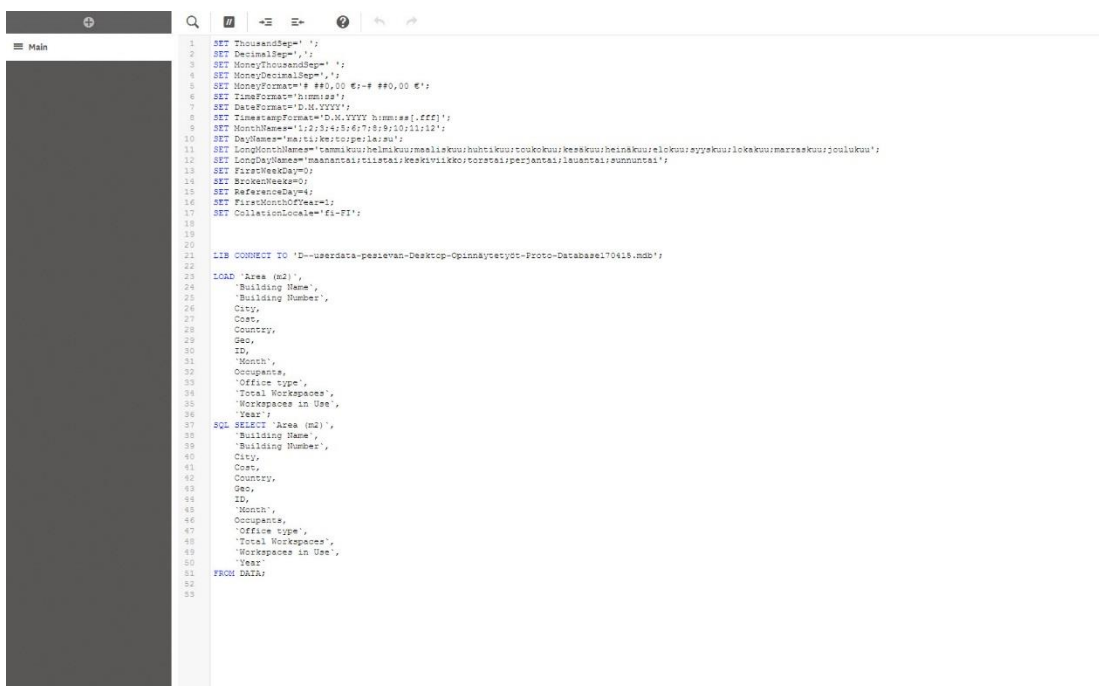 Main
1 SET ThousandSep=' ';
2 SET DecimalSep=',';
3 SET MoneyThousandSep=' ';
4 SET MoneyDecimalSep=',';
5 SET MoneyFormat='# ##0,00 €;-# ##0,00 €';
6 SET TimeFormat='h:mm:ss';
7 SET DateFormat='D.M.YYYY';
8 SET TimestampFormat='D.M.YYYY h:mm:ss[.fff]';
9 SET MonthNames='1;2;3;4;5;6;7;8;9;10;11;12';
10 SET DayNames='ma;ti;ke;to;pe;la;su';
11 SET LongMonthNames='tammikuu;helmikuu;maaliskuu;huhtikuu;toukokuu;kesäkuu;heinäkuu;elokuu;syyskuu;lokakuu;marraskuu;joulukuu';
12 SET LongDayNames='maanantai;tiistai;keskiviikko;torstai;perjantai;lauantai;sunnuntai';
13 SET FirstWeekDay=0;
14 SET BrokenWeeks=0;
15 SET ReferenceDay=4;
16 SET FirstMonthOfYear=1;
17 SET CollationLocale='fi-FI';
18
19
20
21 LIB CONNECT TO 'D--userdata-pesievan-Desktop-Opinnäytetyöt-Proto-Database170418.mdb';
22
23 LOAD `Area (m2)`,
24 `Building Name`,
25 `Building Number`,
26 City,
27 Cost,
28 Country,
29 Geo,
30 ID,
31 `Month`,
32 Occupants,
33 `Office type`,
34 `Total Workspaces`,
35 `Workspaces in Use`,
36 `Year`;
37 SQL SELECT `Area (m2)`,
38 `Building Name`,
39 `Building Number`,
40 City,
41 Cost,
42 Country,
43 Geo,
44 ID,
45 `Month`,
46 Occupants,
47 `Office type`,
48 `Total Workspaces`,
49 `Workspaces in Use`,
50 `Year`
51 FROM DATA;
52
53